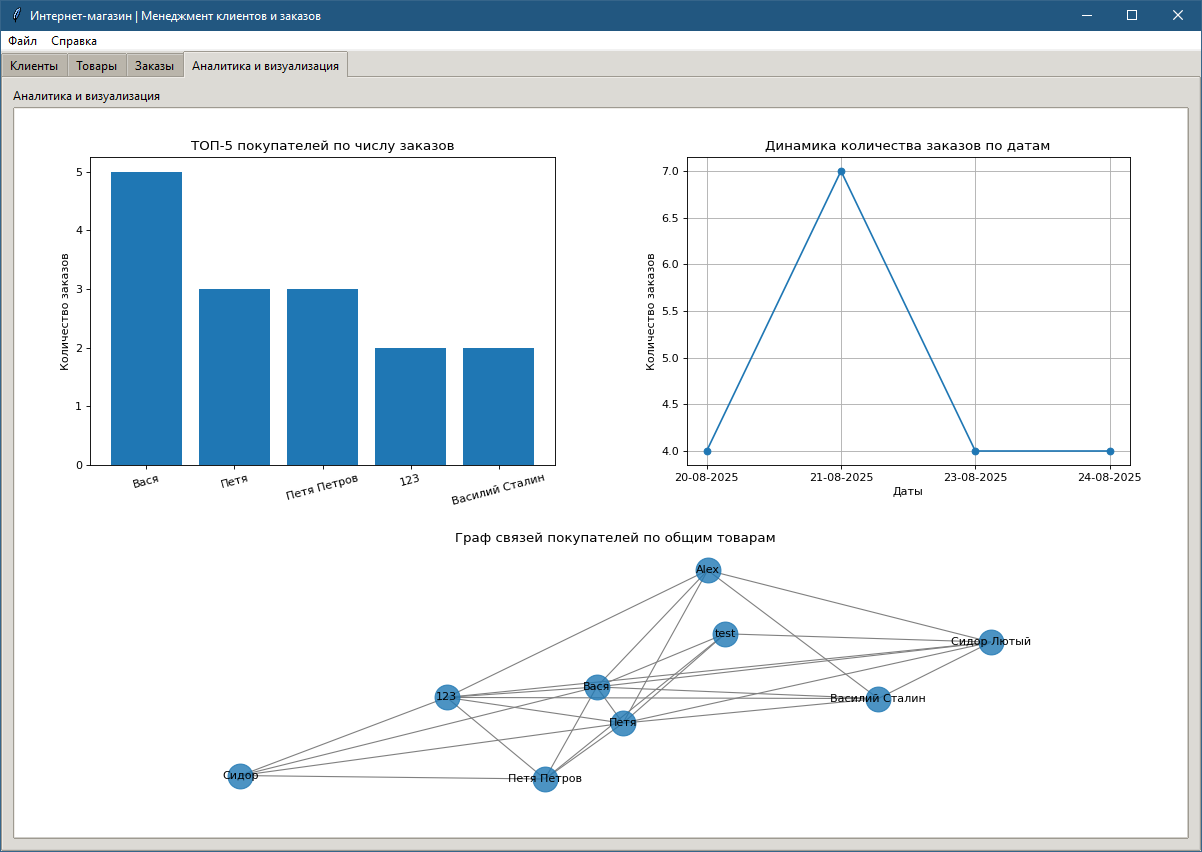 Интернет-магазин | Менеджмент клиентов и заказов
Файл Справка
Клиенты Товары Заказы Аналитика и визуализация
Аналитика и визуализация
ТОП-5 покупателей по числу заказов
Количество заказов
5
4
3
2
1
0
Вася Петя Петя Петров 123 Василий Сталин
Динамика количества заказов по датам
Количество заказов
7.0
6.5
6.0
5.5
5.0
4.5
4.0
20-08-2025 21-08-2025 23-08-2025 24-08-2025
Даты
Граф связей покупателей по общим товарам
Alex
test
Сидор Лютый
Вася
123
Василий Сталин
Петя
Сидор
Петя Петров